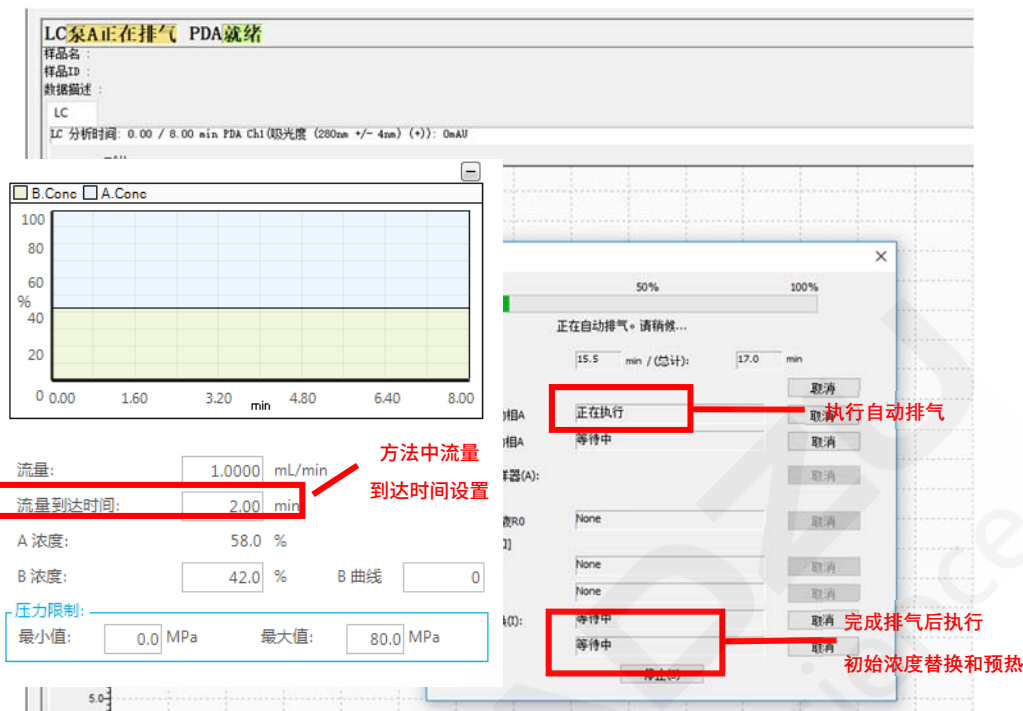 LC泵A正在排气 PDA就绪
样品名 :
样品ID :
数据描述 :
LC
LC 分析时间: 0.00 / 8.00 min PDA Ch1(吸光度 (280nm +/- 4nm) (+)): 0mAU
B.Conc A.Conc
100
80
60
%
40
20
0 0.00 1.60 3.20 4.80 6.40 8.00
min
方法中流量
到达时间设置
流量: 1.0000 mL/min
流量到达时间: 2.00 min
A 浓度: 58.0 %
B 浓度: 42.0 % B 曲线 0
压力限制:
最小值: 0.0 MPa 最大值: 80.0 MPa
5.0
50% 100%
正在自动排气。请稍候...
15.5 min / (总计): 17.0 min
取消
相A 正在执行 取消 执行自动排气
相A 等待中 取消
样器(A): 取消
液R0 None 取消
None 取消
None 取消
(I): 等待中 取消 完成排气后执行
等待中 取消 初始浓度替换和预热
停止